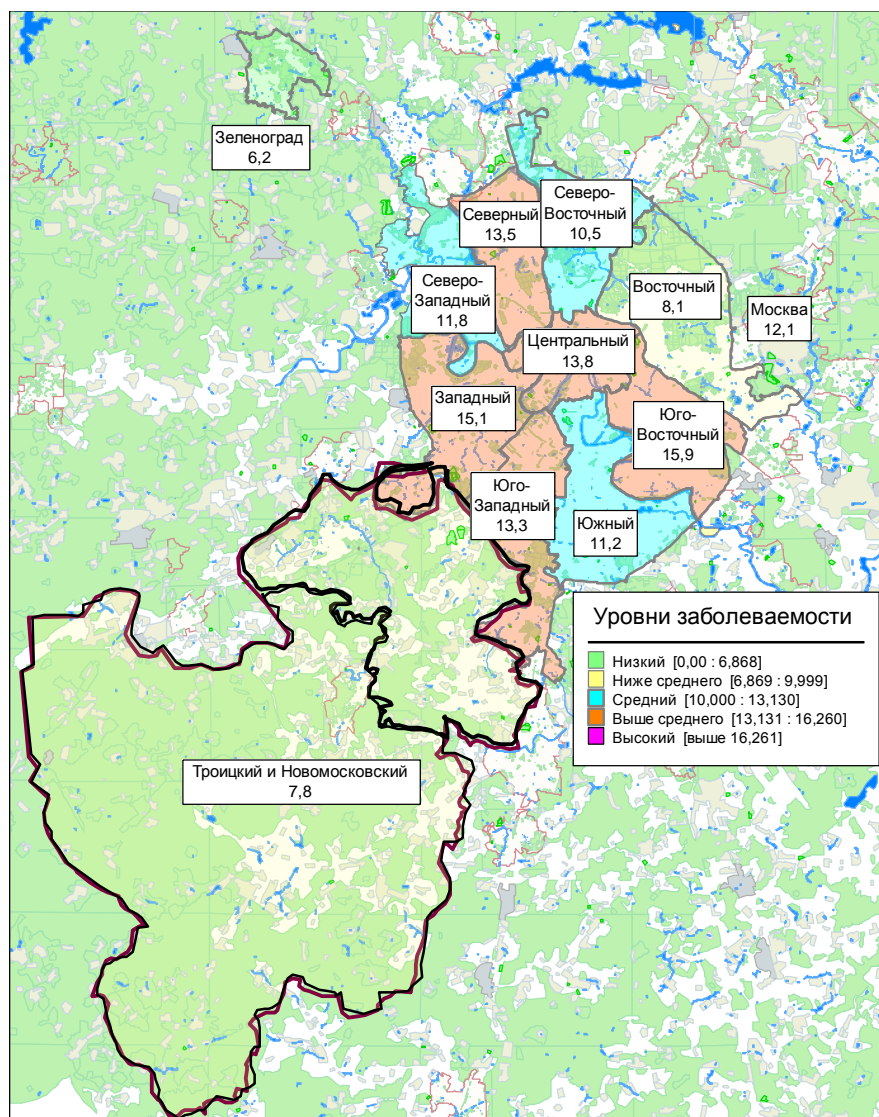 Зеленоград
6,2
Северный
13,5
Северо-
Восточный
10,5
Северо-
Западный
11,8
Восточный
8,1
Москва
12,1
Центральный
13,8
Западный
15,1
Юго-
Восточный
15,9
Юго-
Западный
13,3
Южный
11,2
Троицкий и Новомосковский
7,8
Уровни заболеваемости
Низкий [0,00 : 6,868]
Ниже среднего [6,869 : 9,999]
Средний [10,000 : 13,130]
Выше среднего [13,131 : 16,260]
Высокий [выше 16,261]